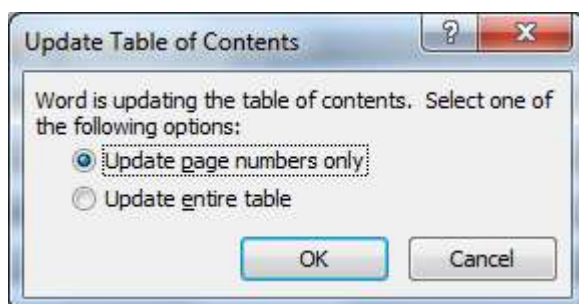 Update Table of Contents
?
Word is updating the table of contents. Select one of
the following options:
Update page numbers only
Update entire table
OK
Cancel